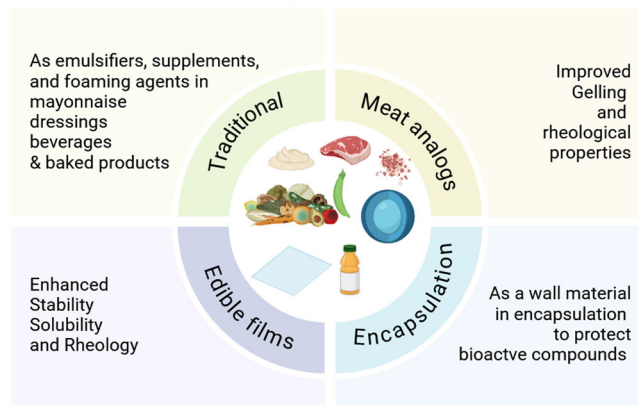 As emulsifiers, supplements,
and foaming agents in
mayonnaise
dressings
beverages
& baked products
Traditional
Meat analogs
Improved
Gelling
and
rheological
properties
Enhanced
Stability
Solubility
and Rheology
Edible films
Encapsulation
As a wall material
in encapsulation
to protect
bioactve compounds